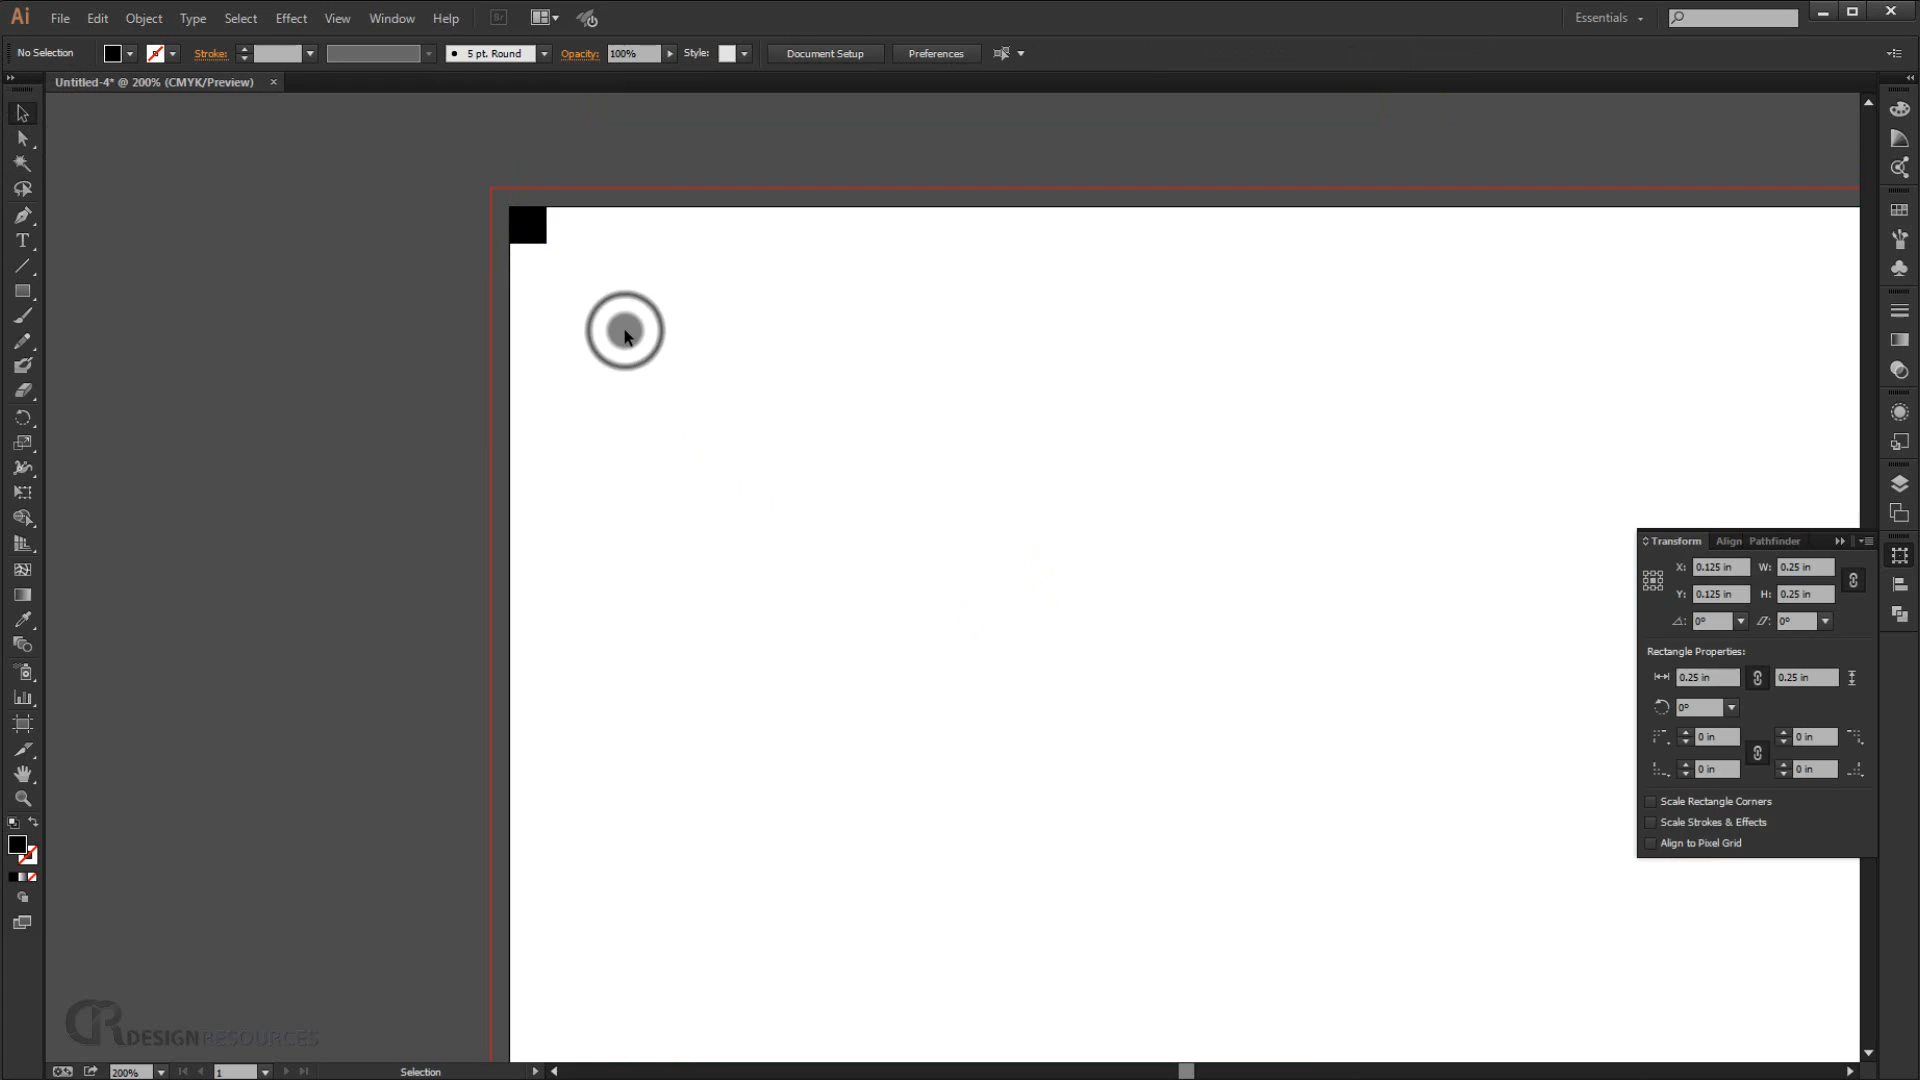 Ai File Edit Object Type Select Effect View Window Help Br Essentials
No Selection Stroke: 5 pt. Round Opacity: 100% Style: Document Setup Preferences
Untitled-4* @ 200% (CMYK/Preview) ×
T
Transform Align Pathfinder
X: 0.125 in W: 0.25 in
Y: 0.125 in H: 0.25 in
0° 0°
Rectangle Properties:
0.25 in 0.25 in
0°
0 in 0 in
0 in 0 in
Scale Rectangle Corners
Scale Strokes & Effects
Align to Pixel Grid
DR DESIGNRESOURCES
200% 1 Selection